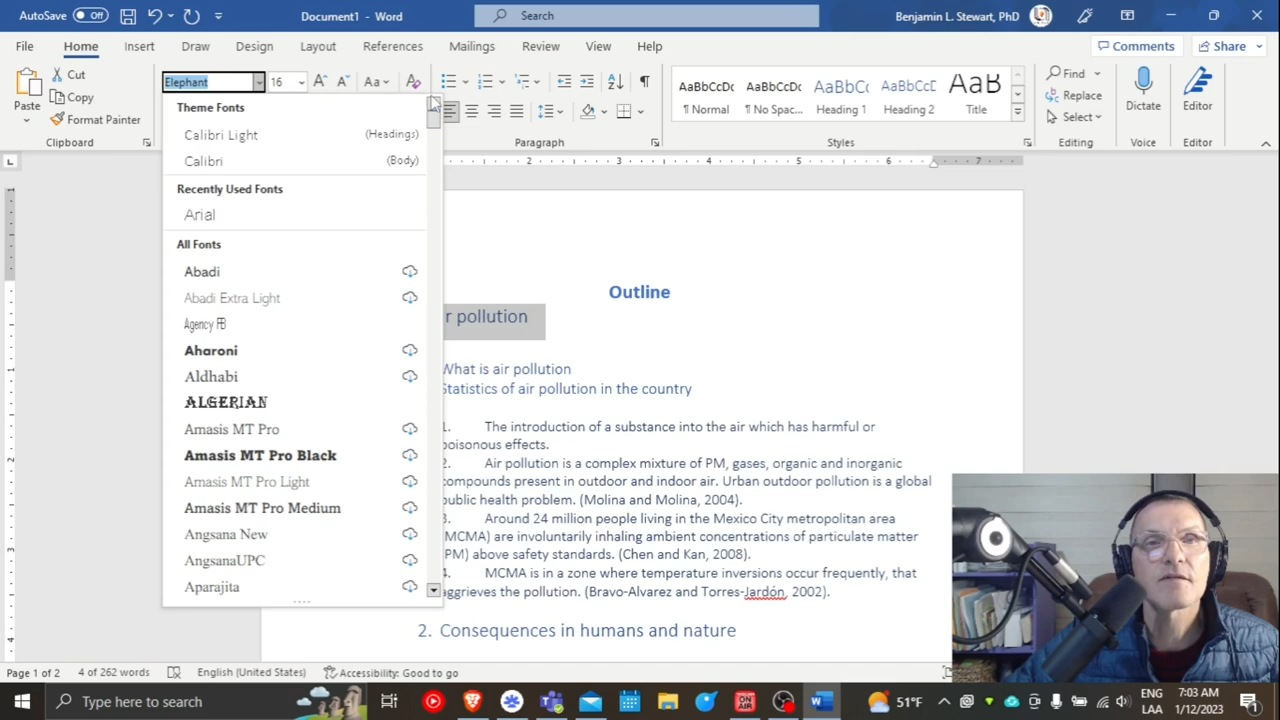 AutoSave Off Document1 - Word Search Benjamin L. Stewart, PhD
File Home Insert Draw Design Layout References Mailings Review View Help Comments Share
Paste
Cut
Copy
Format Painter
Clipboard
Elephant 16 Aa
Paragraph
AaBbCcDc AaBbCcDc AaBbCc AaBbCcD AaB
¶ Normal ¶ No Spac... Heading 1 Heading 2 Title
Styles
Find
Replace
Select
Editing
Dictate
Voice
Editor
Editor
Theme Fonts
Calibri Light (Headings)
Calibri (Body)
Recently Used Fonts
Arial
All Fonts
Abadi
Abadi Extra Light
Agency FB
Aharoni
Aldhabi
ALGERIAN
Amasis MT Pro
Amasis MT Pro Black
Amasis MT Pro Light
Amasis MT Pro Medium
Angsana New
AngsanaUPC
Aparajita
2 3 4 5 6 7
Outline
r pollution
What is air pollution
Statistics of air pollution in the country
1. The introduction of a substance into the air which has harmful or
poisonous effects.
2. Air pollution is a complex mixture of PM, gases, organic and inorganic
compounds present in outdoor and indoor air. Urban outdoor pollution is a global
public health problem. (Molina and Molina, 2004).
3. Around 24 million people living in the Mexico City metropolitan area
(MCMA) are involuntarily inhaling ambient concentrations of particulate matter
(PM) above safety standards. (Chen and Kan, 2008).
4. MCMA is in a zone where temperature inversions occur frequently, that
aggrieves the pollution. (Bravo-Alvarez and Torres-Jardón, 2002).
2. Consequences in humans and nature
Page 1 of 2 4 of 262 words English (United States) Accessibility: Good to go
Type here to search ON AIR 51°F ENG 7:03 AM
LAA 1/12/2023